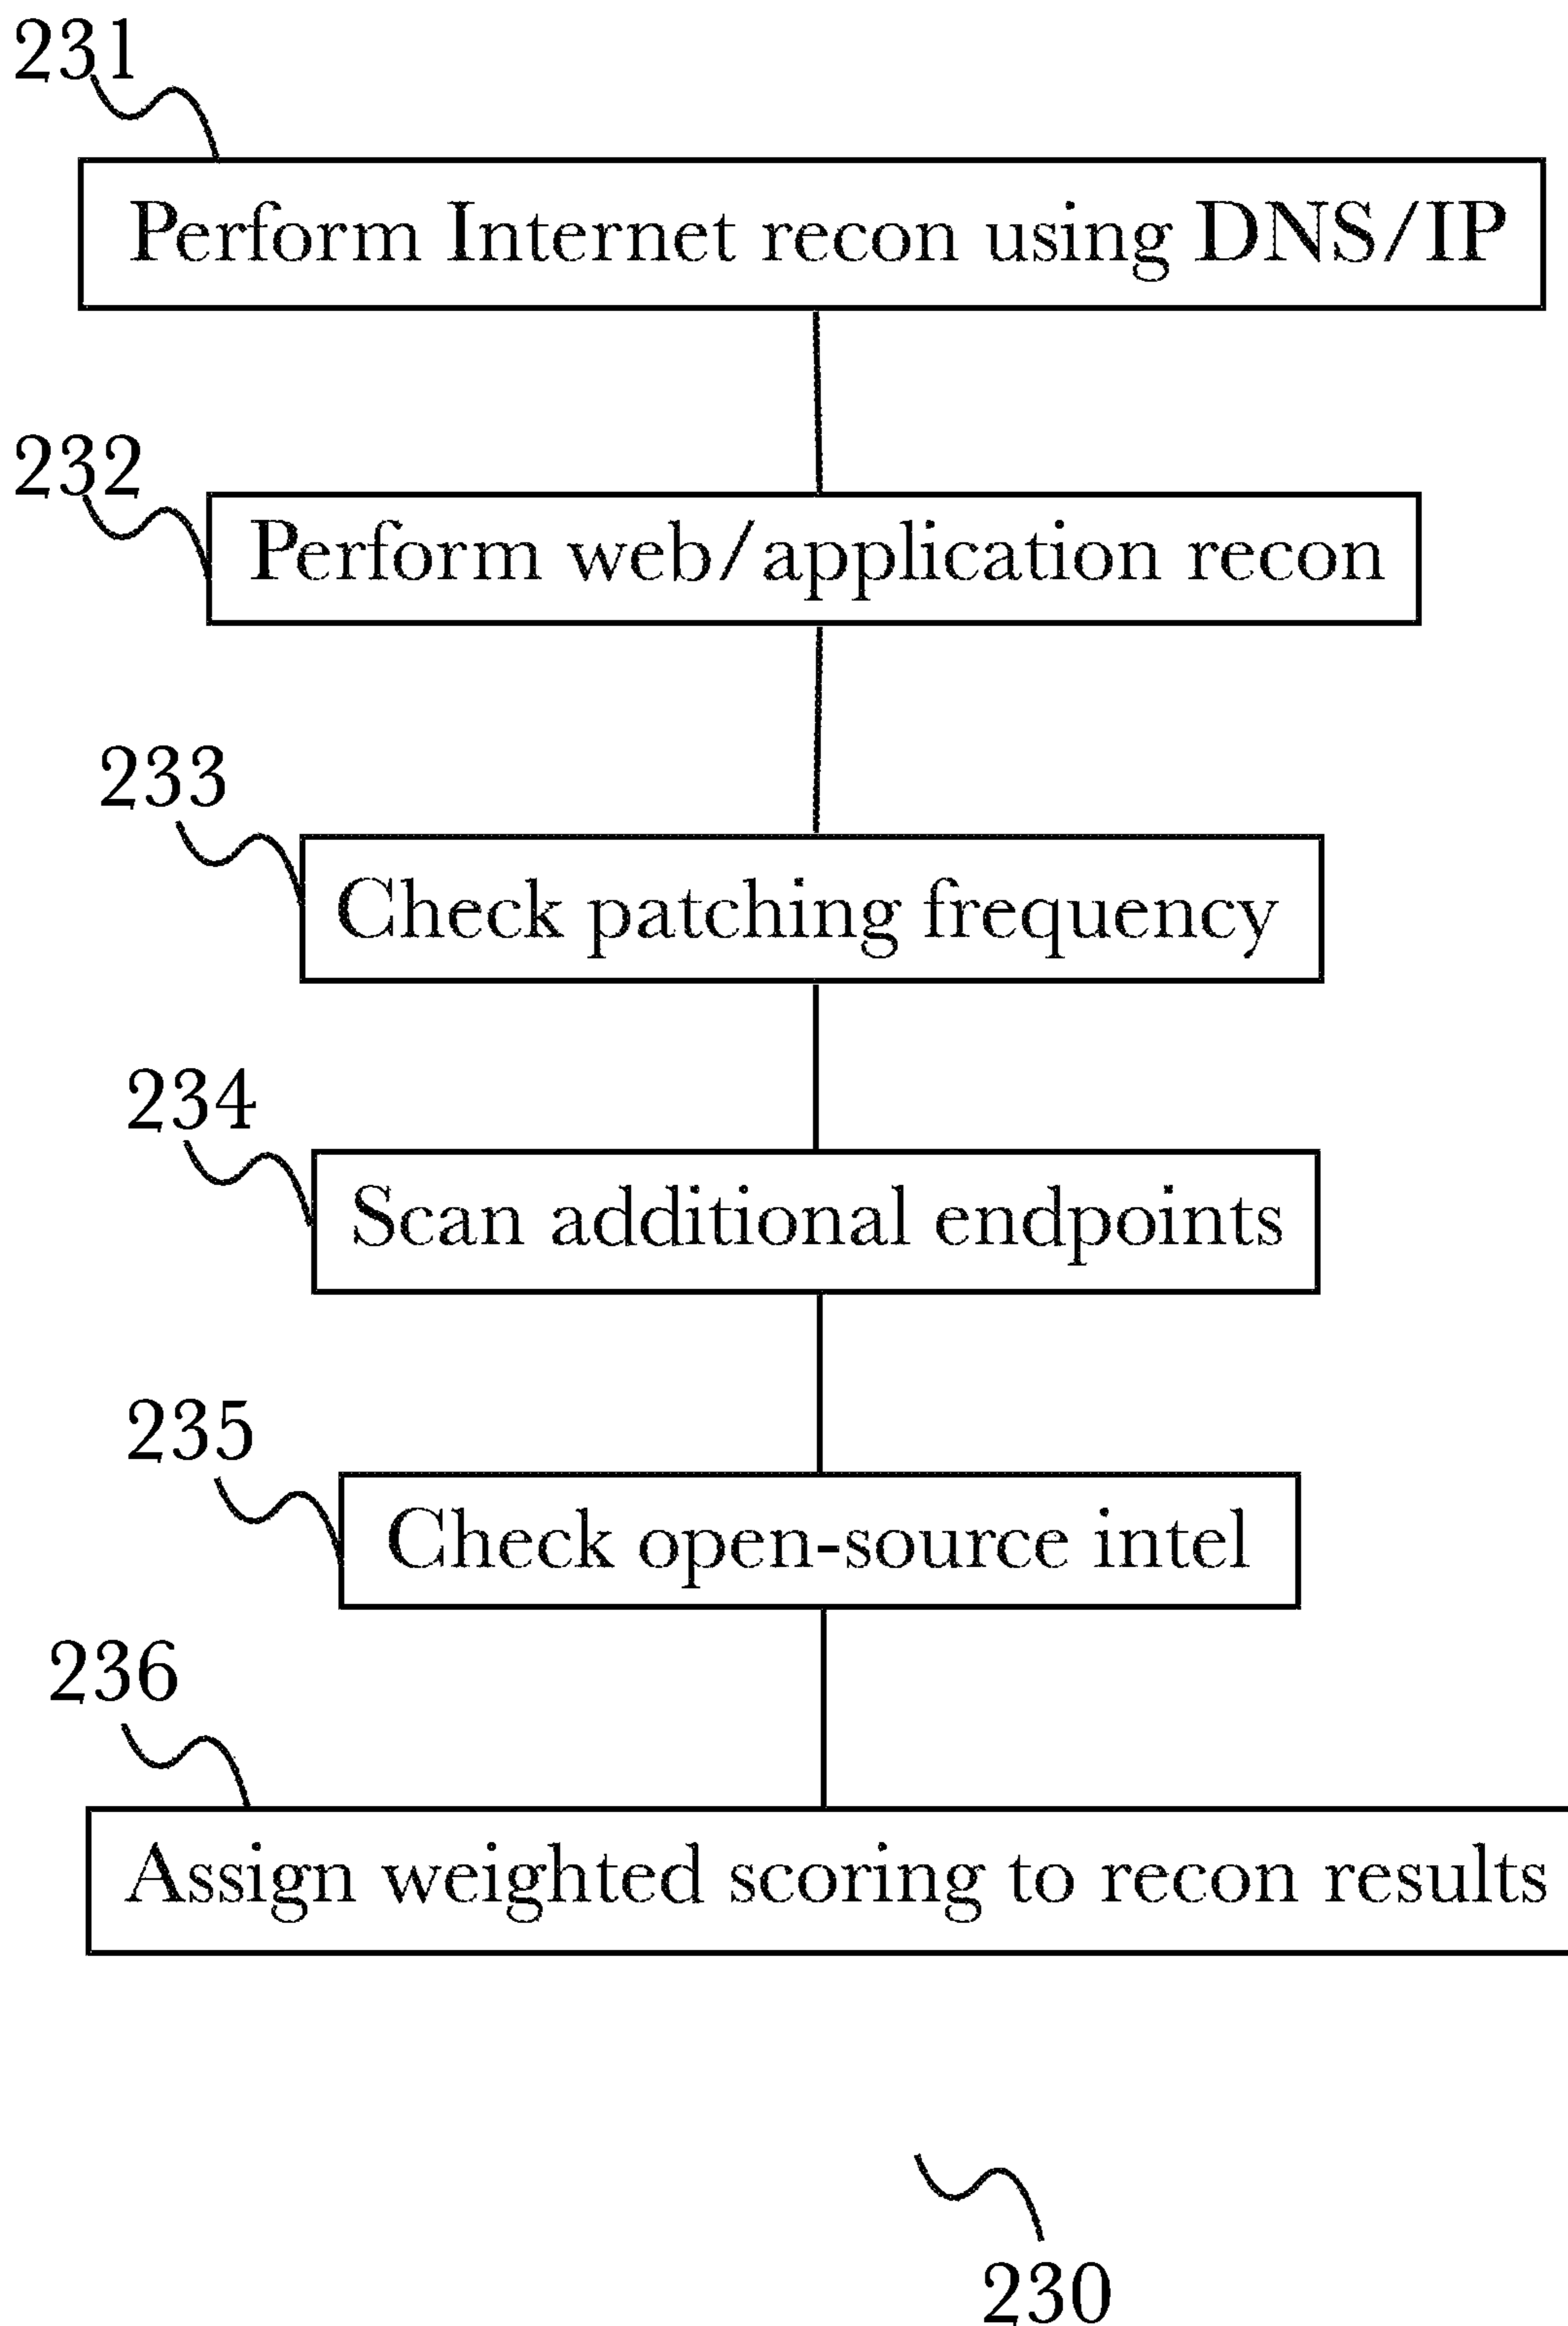 231
Perform Internet recon using DNS/IP
232
Perform web/application recon
233
Check patching frequency
234
Scan additional endpoints
235
Check open-source intel
236
Assign weighted scoring to recon results
230